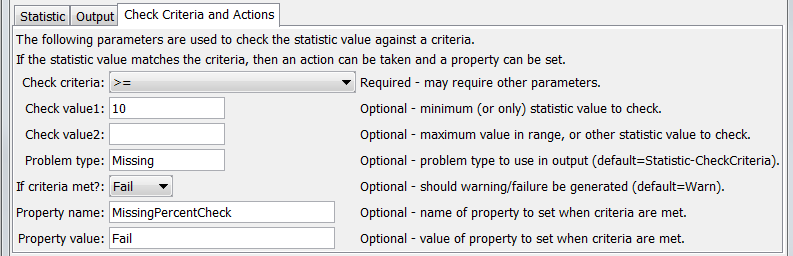 Statistic Output Check Criteria and Actions
The following parameters are used to check the statistic value against a criteria.
If the statistic value matches the criteria, then an action can be taken and a property can be set.
Check criteria: >= Required - may require other parameters.
Check value1: 10 Optional - minimum (or only) statistic value to check.
Check value2: Optional - maximum value in range, or other statistic value to check.
Problem type: Missing Optional - problem type to use in output (default=Statistic-CheckCriteria).
If criteria met?: Fail Optional - should warning/failure be generated (default=Warn).
Property name: MissingPercentCheck Optional - name of property to set when criteria are met.
Property value: Fail Optional - value of property to set when criteria are met.